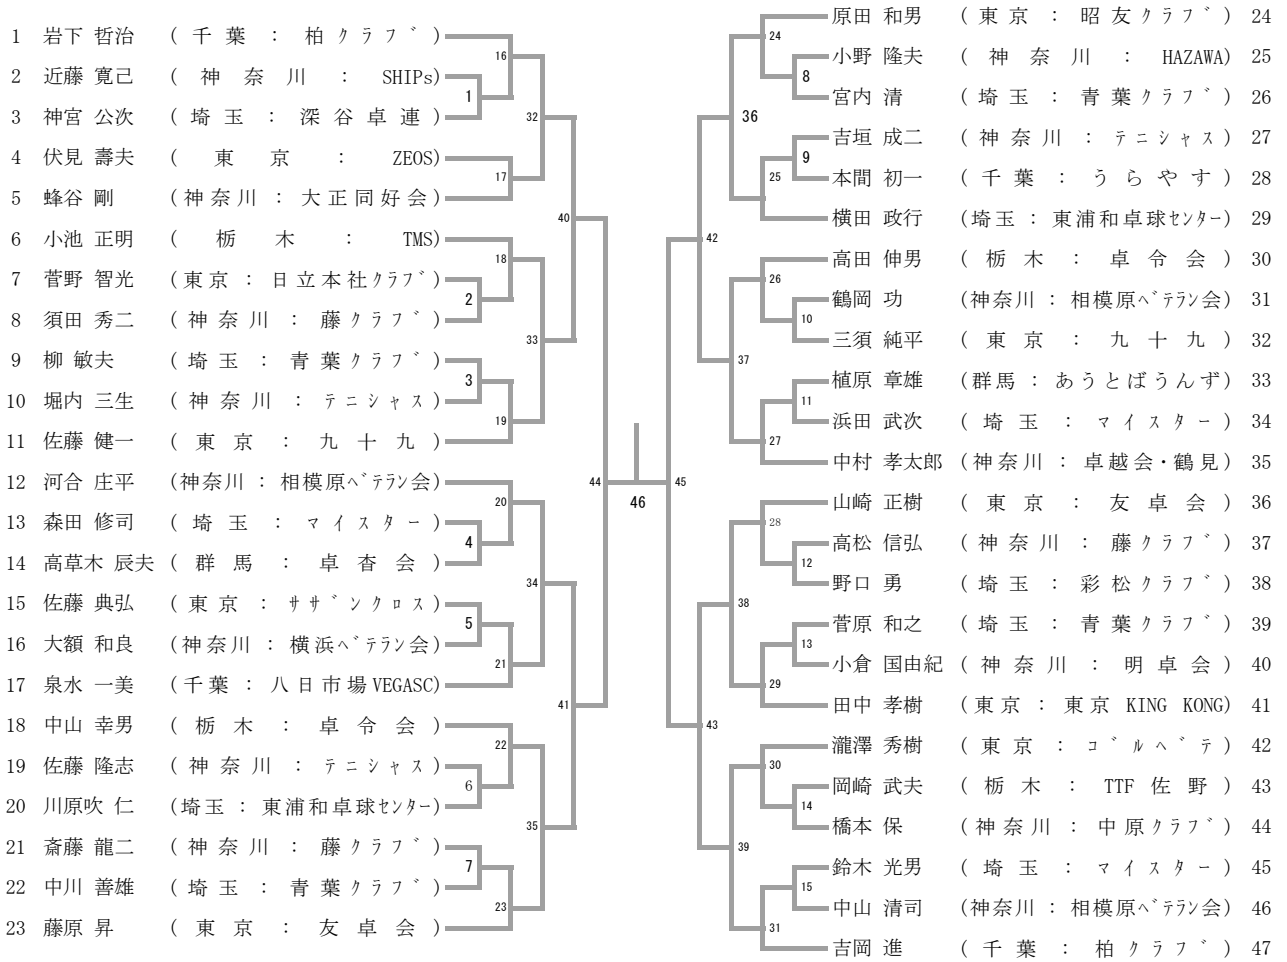 1 岩下 哲治 ( 千 葉 ： 柏 ｸ ﾗ ﾌ ﾞ )
2 近藤 寛己 ( 神 奈 川 ： SHIPs)
3 神宮 公次 ( 埼 玉 ： 深 谷 卓 連 )
4 伏見 壽夫 ( 東 京 ： ZEOS)
5 蜂谷 剛 (神 奈 川 ： 大 正 同 好 会 )
6 小池 正明 ( 栃 木 ： TMS)
7 菅野 智光 (東 京 ： 日 立 本 社 ｸﾗﾌﾞ)
8 須田 秀二 ( 神 奈 川 ： 藤 ｸ ﾗ ﾌ ﾞ )
9 柳 敏夫 ( 埼 玉 ： 青 葉 ｸ ﾗ ﾌ ﾞ )
10 堀内 三生 ( 神 奈 川 ： ﾃ ﾆ ｼ ｬ ｽ )
11 佐藤 健一 ( 東 京 ： 九 十 九 )
12 河合 庄平 (神奈川 ： 相模原ﾍﾞﾃﾗﾝ会)
13 森田 修司 ( 埼 玉 ： ﾏ ｲ ｽ ﾀ ｰ )
14 高草木 辰夫 ( 群 馬 ： 卓 杏 会 )
15 佐藤 典弘 ( 東 京 ： ｻ ｻ ﾞ ﾝ ｸ ﾛ ｽ )
16 大額 和良 (神奈川 ： 横浜ﾍﾞﾃﾗﾝ会)
17 泉水 一美 (千葉 ： 八日市場 VEGASC)
18 中山 幸男 ( 栃 木 ： 卓 令 会 )
19 佐藤 隆志 ( 神 奈 川 ： ﾃ ﾆ ｼ ｬ ｽ )
20 川原吹 仁 (埼玉 ： 東浦和卓球ｾﾝﾀｰ)
21 斎藤 龍二 ( 神 奈 川 ： 藤 ｸ ﾗ ﾌ ﾞ )
22 中川 善雄 ( 埼 玉 ： 青 葉 ｸ ﾗ ﾌ ﾞ )
23 藤原 昇 ( 東 京 ： 友 卓 会 )
16
1
32
17
40
18
2
33
3
19
44
20
4
34
5
21
41
22
6
35
7
23
46
45
24
8
36
9
25
42
26
10
37
11
27
28
12
38
13
29
43
30
14
39
15
31
原田 和男 ( 東 京 ： 昭 友 ｸ ﾗ ﾌ ﾞ ) 24
小野 隆夫 ( 神 奈 川 ： HAZAWA) 25
宮内 清 ( 埼 玉 ： 青 葉 ｸ ﾗ ﾌ ﾞ ) 26
吉垣 成二 ( 神 奈 川 ： ﾃ ﾆ ｼ ｬ ｽ ) 27
本間 初一 ( 千 葉 ： う ら や す ) 28
横田 政行 (埼玉 ： 東浦和卓球ｾﾝﾀｰ) 29
高田 伸男 ( 栃 木 ： 卓 令 会 ) 30
鶴岡 功 (神奈川 ： 相模原ﾍﾞﾃﾗﾝ会) 31
三須 純平 ( 東 京 ： 九 十 九 ) 32
植原 章雄 (群馬 ： あうとばうんず) 33
浜田 武次 ( 埼 玉 ： ﾏ ｲ ｽ ﾀ ｰ ) 34
中村 孝太郎 (神奈川 ： 卓越会・鶴見) 35
山崎 正樹 ( 東 京 ： 友 卓 会 ) 36
高松 信弘 ( 神 奈 川 ： 藤 ｸ ﾗ ﾌ ﾞ ) 37
野口 勇 ( 埼 玉 ： 彩 松 ｸ ﾗ ﾌ ﾞ ) 38
菅原 和之 ( 埼 玉 ： 青 葉 ｸ ﾗ ﾌ ﾞ ) 39
小倉 国由紀 ( 神 奈 川 ： 明 卓 会 ) 40
田中 孝樹 (東京 ： 東京 KING KONG) 41
瀧澤 秀樹 ( 東 京 ： ｺ ﾞ ﾙ ﾍ ﾞ ﾃ ) 42
岡崎 武夫 ( 栃 木 ： TTF 佐 野 ) 43
橋本 保 (神 奈 川 ： 中 原 ｸ ﾗ ﾌ ﾞ ) 44
鈴木 光男 ( 埼 玉 ： ﾏ ｲ ｽ ﾀ ｰ ) 45
中山 清司 (神奈川 ： 相模原ﾍﾞﾃﾗﾝ会) 46
吉岡 進 ( 千 葉 ： 柏 ｸ ﾗ ﾌ ﾞ ) 47